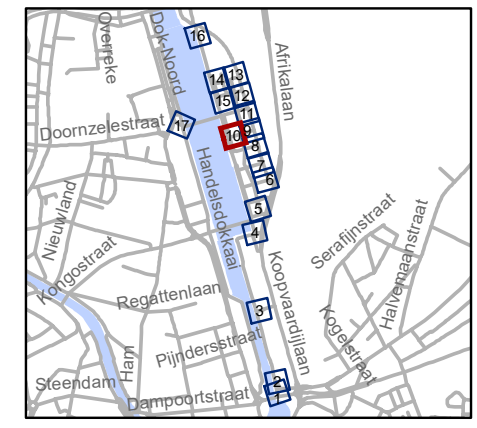 16
Overreke
Dok-Noord
Afrikalaan
13
14
12
15
11
17
Doornzelestraat
9
10
8
7
6
Handelsdokkaai
Nieuwland
5
4
Serafijnstraat
Halvemaanstraat
Kongostraat
Koopvaardijlaan
Regattenlaan
3
Kogelstraat
Pijndersstraat
Ham
Steendam
2
1
Dampoortstraat